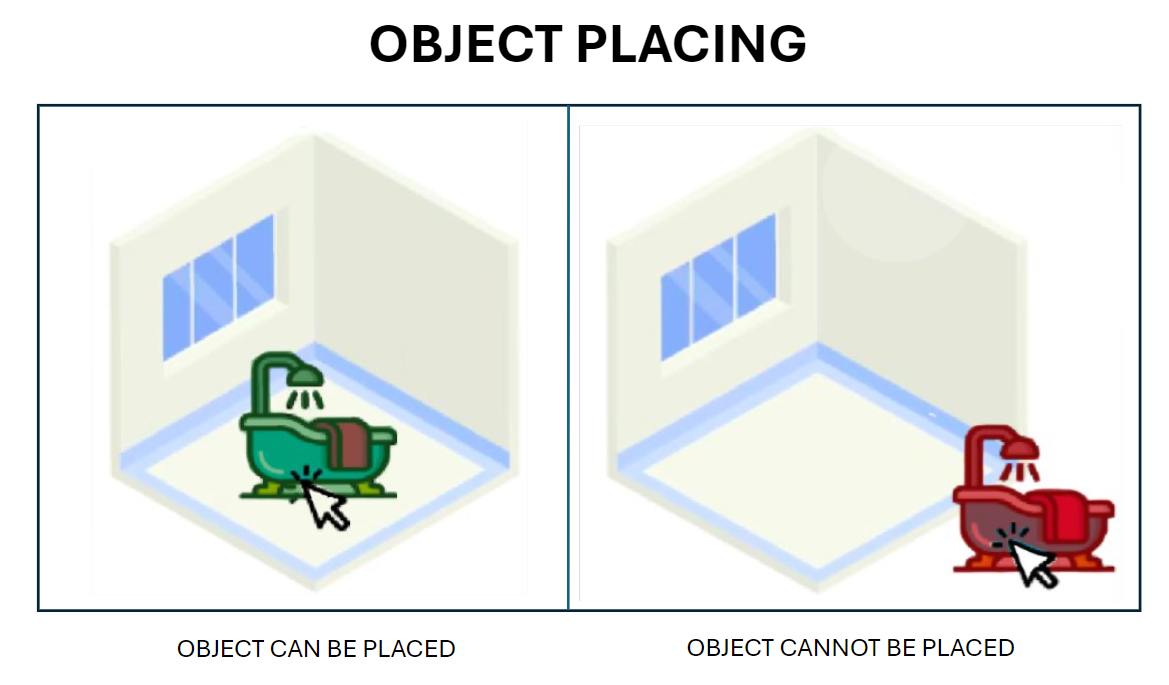 OBJECT PLACING
OBJECT CAN BE PLACED
OBJECT CANNOT BE PLACED